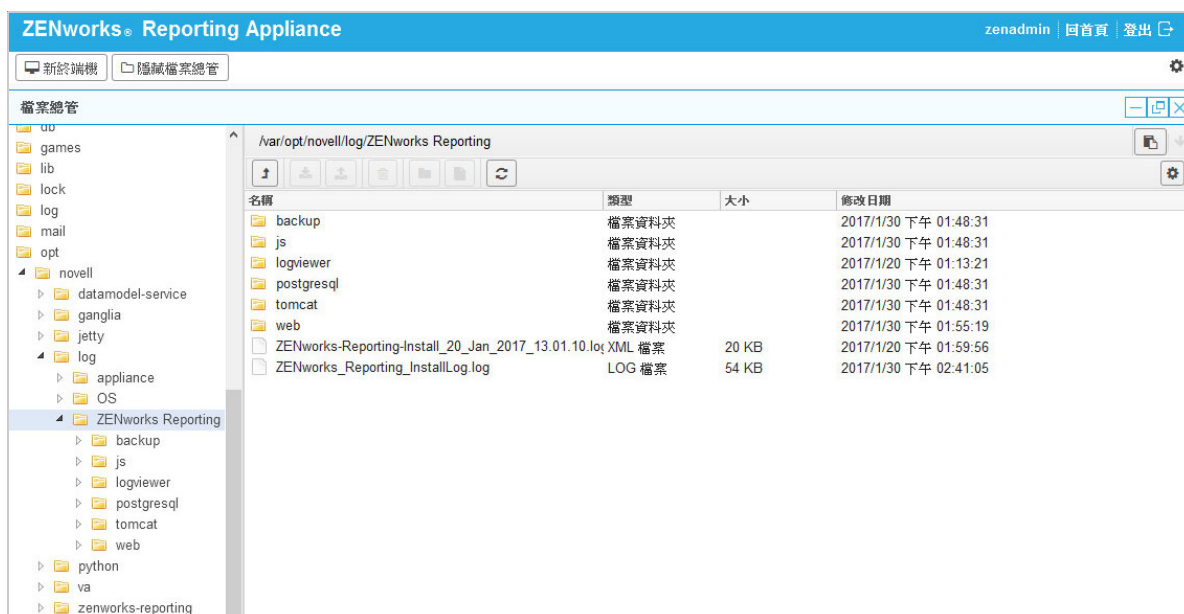 ZENworks® Reporting Appliance
zenadmin 回首頁 登出
新終端機 隱藏檔案總管
檔案總管
db
games
lib
lock
log
mail
opt
novell
datamodel-service
ganglia
jetty
log
appliance
OS
ZENworks Reporting
backup
js
logviewer
postgresql
tomcat
web
python
va
zenworks-reporting
/var/opt/novell/log/ZENworks Reporting
名稱 類型 大小 修改日期
backup 檔案資料夾 2017/1/30 下午 01:48:31
js 檔案資料夾 2017/1/30 下午 01:48:31
logviewer 檔案資料夾 2017/1/20 下午 01:13:21
postgresql 檔案資料夾 2017/1/30 下午 01:48:31
tomcat 檔案資料夾 2017/1/30 下午 01:48:31
web 檔案資料夾 2017/1/30 下午 01:55:19
ZENworks-Reporting-Install_20_Jan_2017_13.01.10.log XML 檔案 20 KB 2017/1/20 下午 01:59:56
ZENworks_Reporting_InstallLog.log LOG 檔案 54 KB 2017/1/30 下午 02:41:05